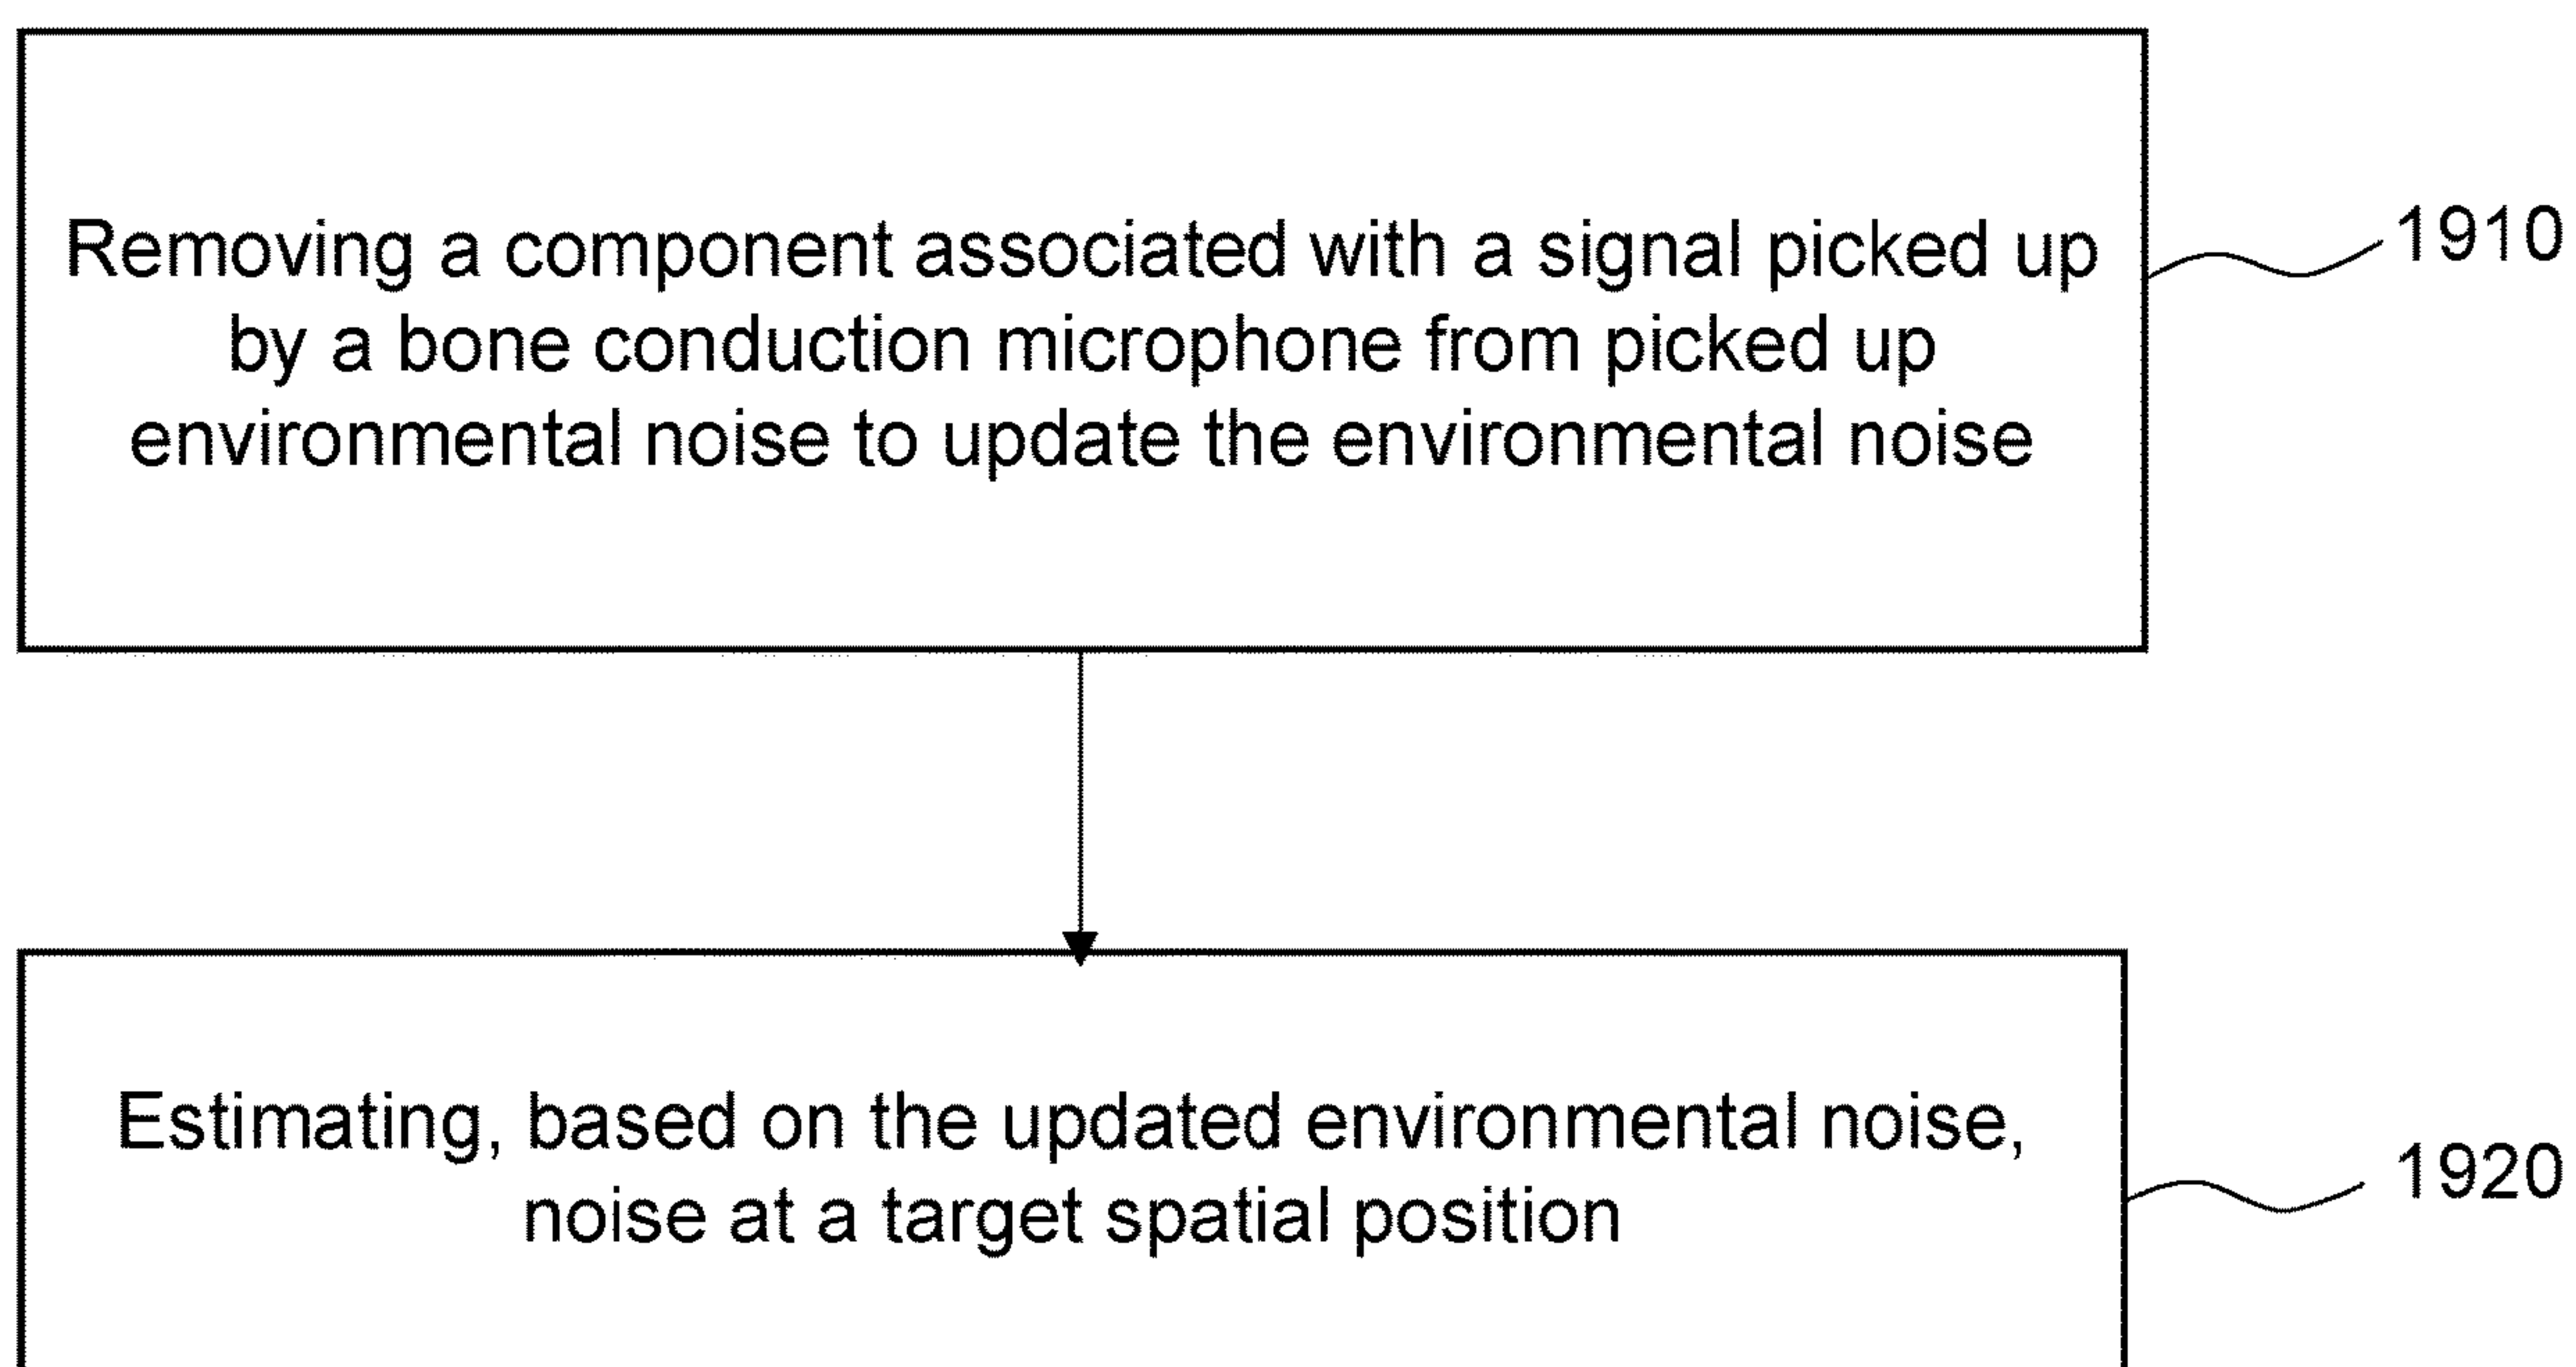 Removing a component associated with a signal picked up
by a bone conduction microphone from picked up
environmental noise to update the environmental noise
1910
Estimating, based on the updated environmental noise,
noise at a target spatial position
1920